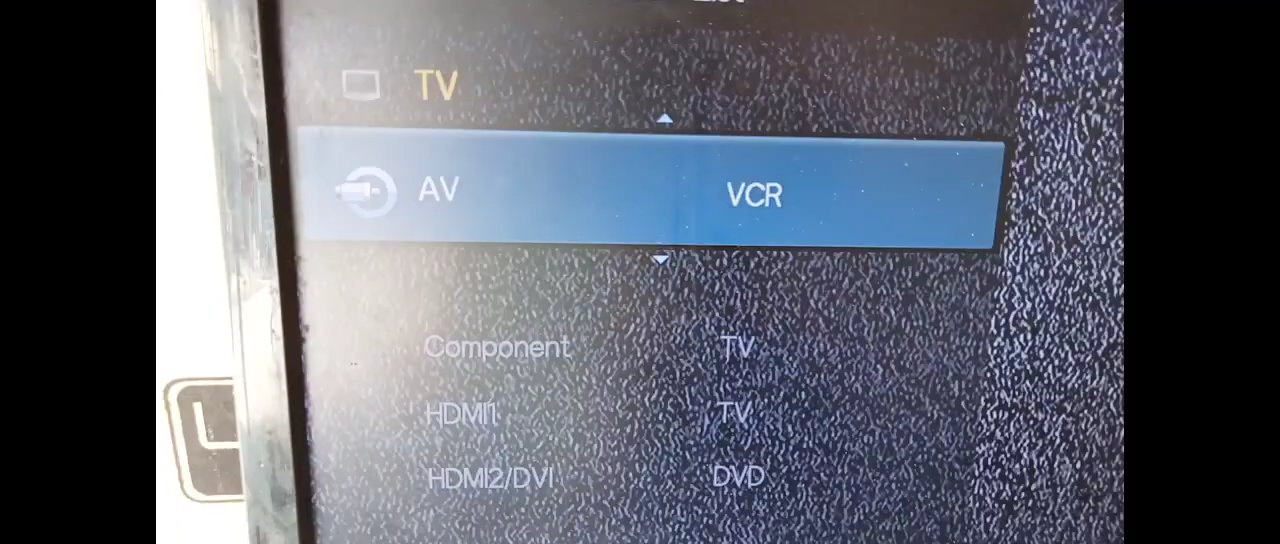 TV
AV VCR
Component TV
HDMI1 TV
HDMI2/DVI DVD